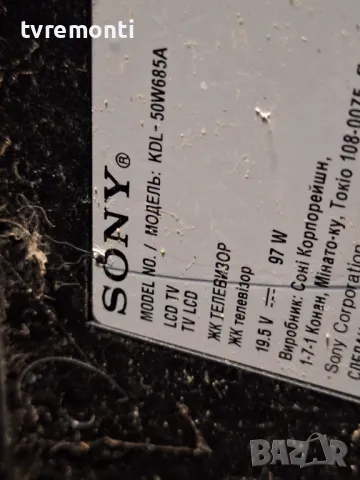 tvremonti
SONY®
MODEL NO. / МОДЕЛЬ: KDL-50W685A
LCD TV
TV LCD
ЖК ТЕЛЕВИЗОР
ЖК телевізор
19.5 V ⎓ 97 W
Виробник: Соні Корпорейшн,
1-7-1 Конан, Мінато-ку, Токіо 108-0075,
Sony Corporation
tvremonti
BAZAR